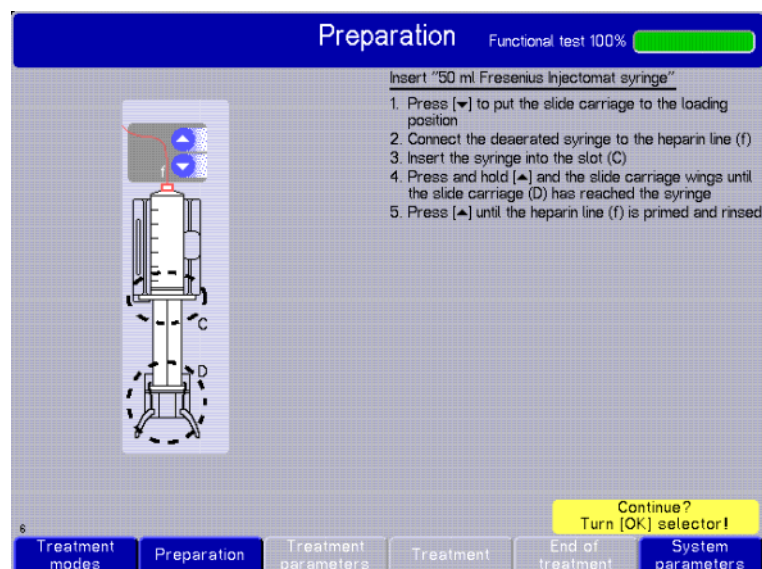 Preparation
Functional test 100%
Insert "50 ml Fresenius Injectomat syringe"
1. Press [▼] to put the slide carriage to the loading
position
2. Connect the deaerated syringe to the heparin line (f)
3. Insert the syringe into the slot (C)
4. Press and hold [▲] and the slide carriage wings until
the slide carriage (D) has reached the syringe
5. Press [▲] until the heparin line (f) is primed and rinsed
f
C
D
Continue?
Turn [OK] selector!
6
Treatment
modes
Preparation
Treatment
parameters
Treatment
End of
treatment
System
parameters